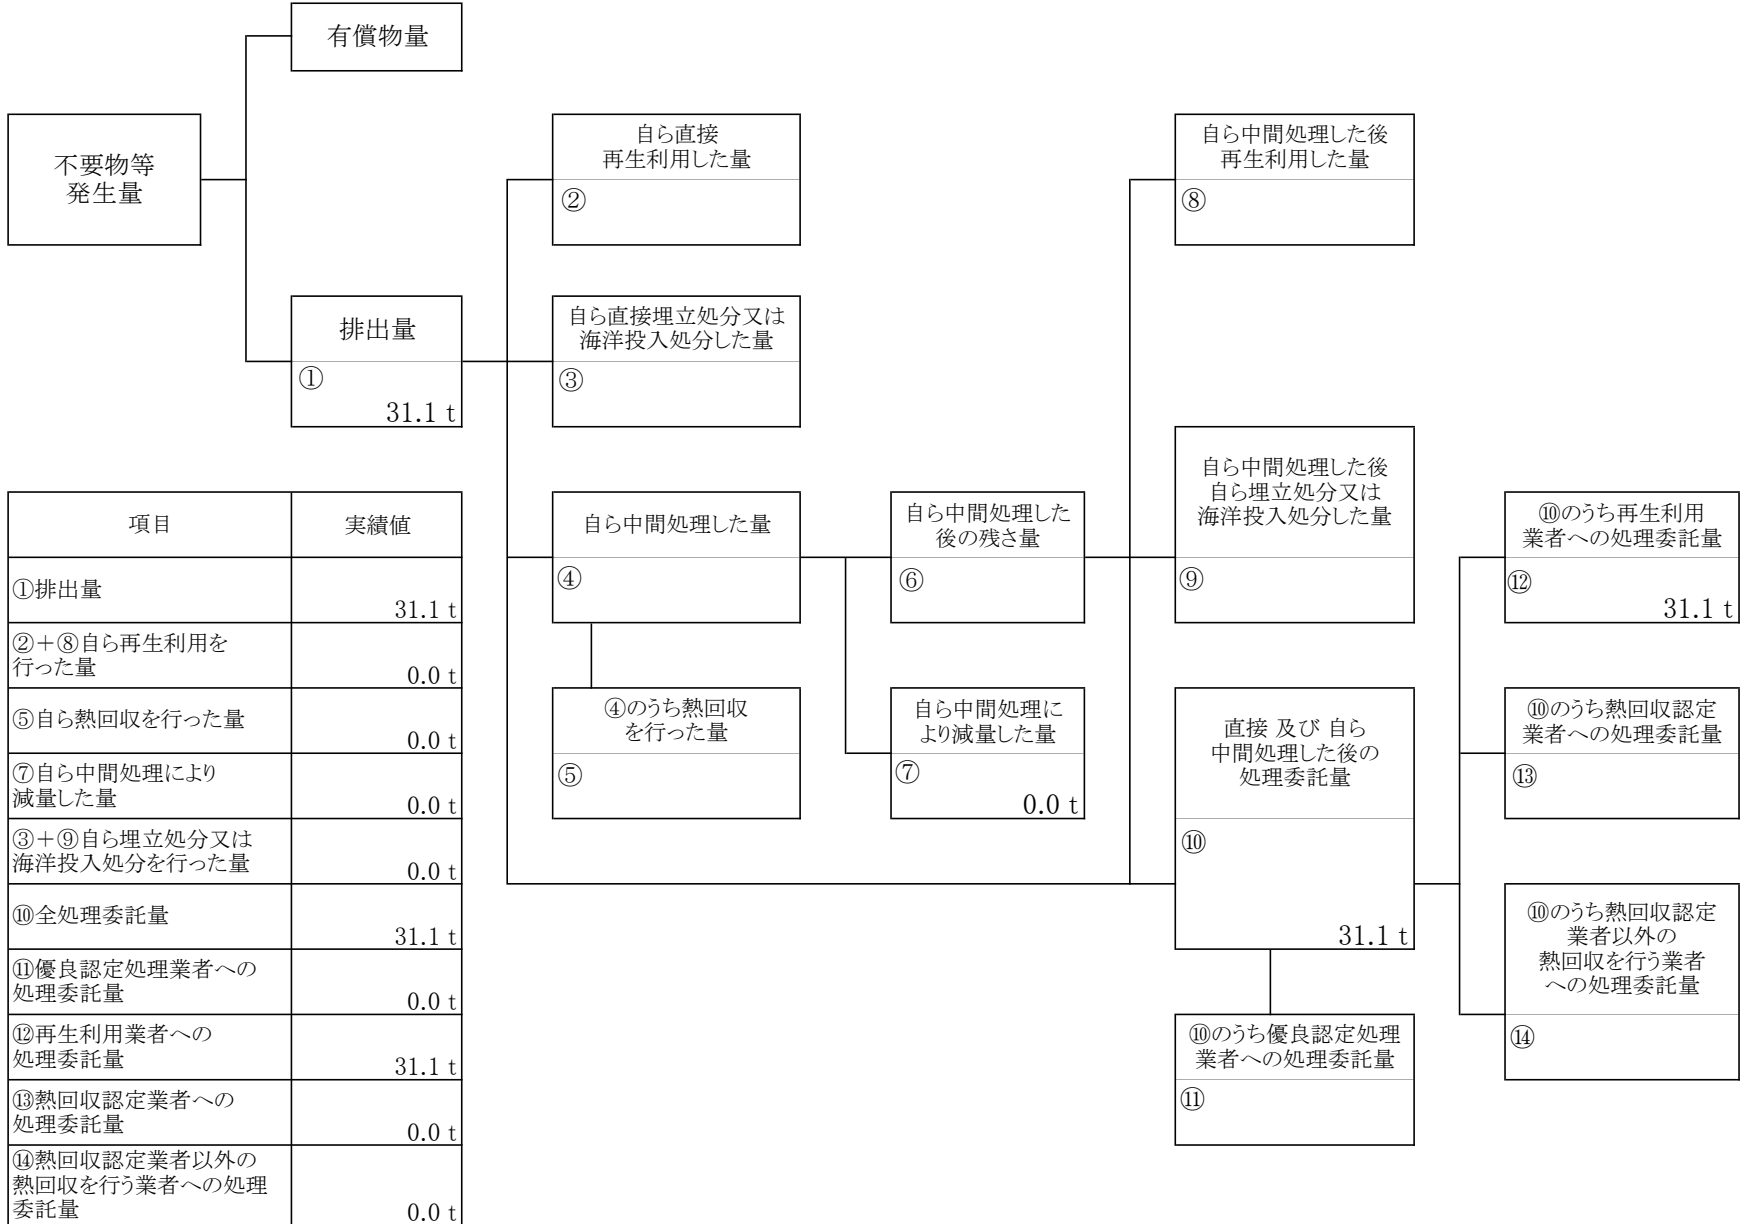 有償物量
不要物等
発生量
自ら直接
再生利用した量
②
自ら中間処理した後
再生利用した量
⑧
排出量
①
31.1 t
自ら直接埋立処分又は
海洋投入処分した量
③
自ら中間処理した量
④
自ら中間処理した
後の残さ量
⑥
自ら中間処理した後
自ら埋立処分又は
海洋投入処分した量
⑨
⑩のうち再生利用
業者への処理委託量
⑫
31.1 t
④のうち熱回収
を行った量
⑤
自ら中間処理に
より減量した量
⑦
0.0 t
直接 及び 自ら
中間処理した後の
処理委託量
⑩
31.1 t
⑩のうち熱回収認定
業者への処理委託量
⑬
⑩のうち熱回収認定
業者以外の
熱回収を行う業者
への処理委託量
⑭
⑩のうち優良認定処理
業者への処理委託量
⑪
項目 実績値
①排出量
31.1 t
②＋⑧自ら再生利用を
行った量
0.0 t
⑤自ら熱回収を行った量
0.0 t
⑦自ら中間処理により
減量した量
0.0 t
③＋⑨自ら埋立処分又は
海洋投入処分を行った量
0.0 t
⑩全処理委託量
31.1 t
⑪優良認定処理業者への
処理委託量
0.0 t
⑫再生利用業者への
処理委託量
31.1 t
⑬熱回収認定業者への
処理委託量
0.0 t
⑭熱回収認定業者以外の
熱回収を行う業者への処理
委託量
0.0 t